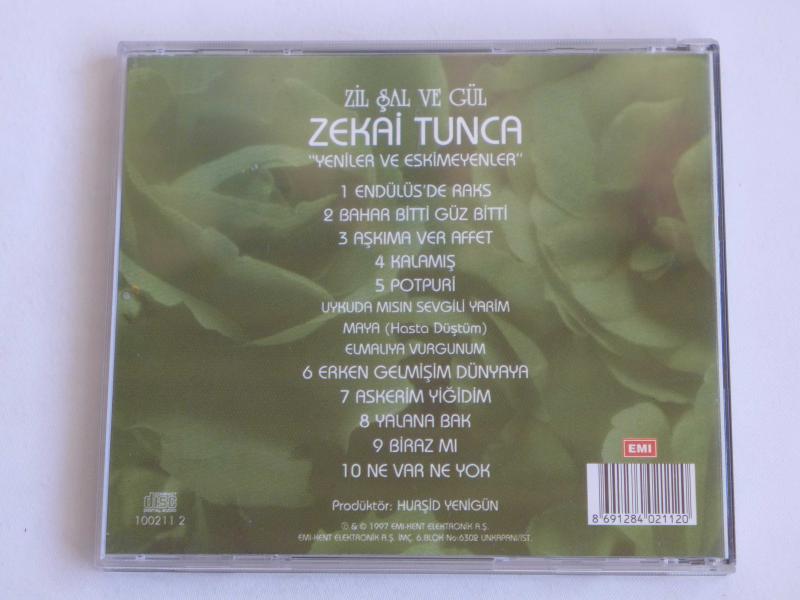 ZİL ŞAL VE GÜL
ZEKAİ TUNCA
"YENİLER VE ESKİMEYENLER"
1 ENDÜLÜS'DE RAKS
2 BAHAR BİTTİ GÜZ BİTTİ
3 AŞKIMA VER AFFET
4 KALAMIŞ
5 POTPURİ
UYKUDA MISIN SEVGİLİ YARİM
MAYA (Hasta Düştüm)
ELMALIYA VURGUNUM
6 ERKEN GELMİŞİM DÜNYAYA
7 ASKERİM YİĞİDİM
8 YALANA BAK
9 BİRAZ MI
10 NE VAR NE YOK
EMI
Prodüktör: HURŞİD YENİGÜN
COMPACT
disc
DIGITAL AUDIO
100211 2
8 691284 021120
℗ & © 1997 EMI-KENT ELEKTRONİK A.Ş.
EMI-KENT ELEKTRONİK A.Ş. İMÇ. 6.BLOK No:6302 UNKAPANI/İST.